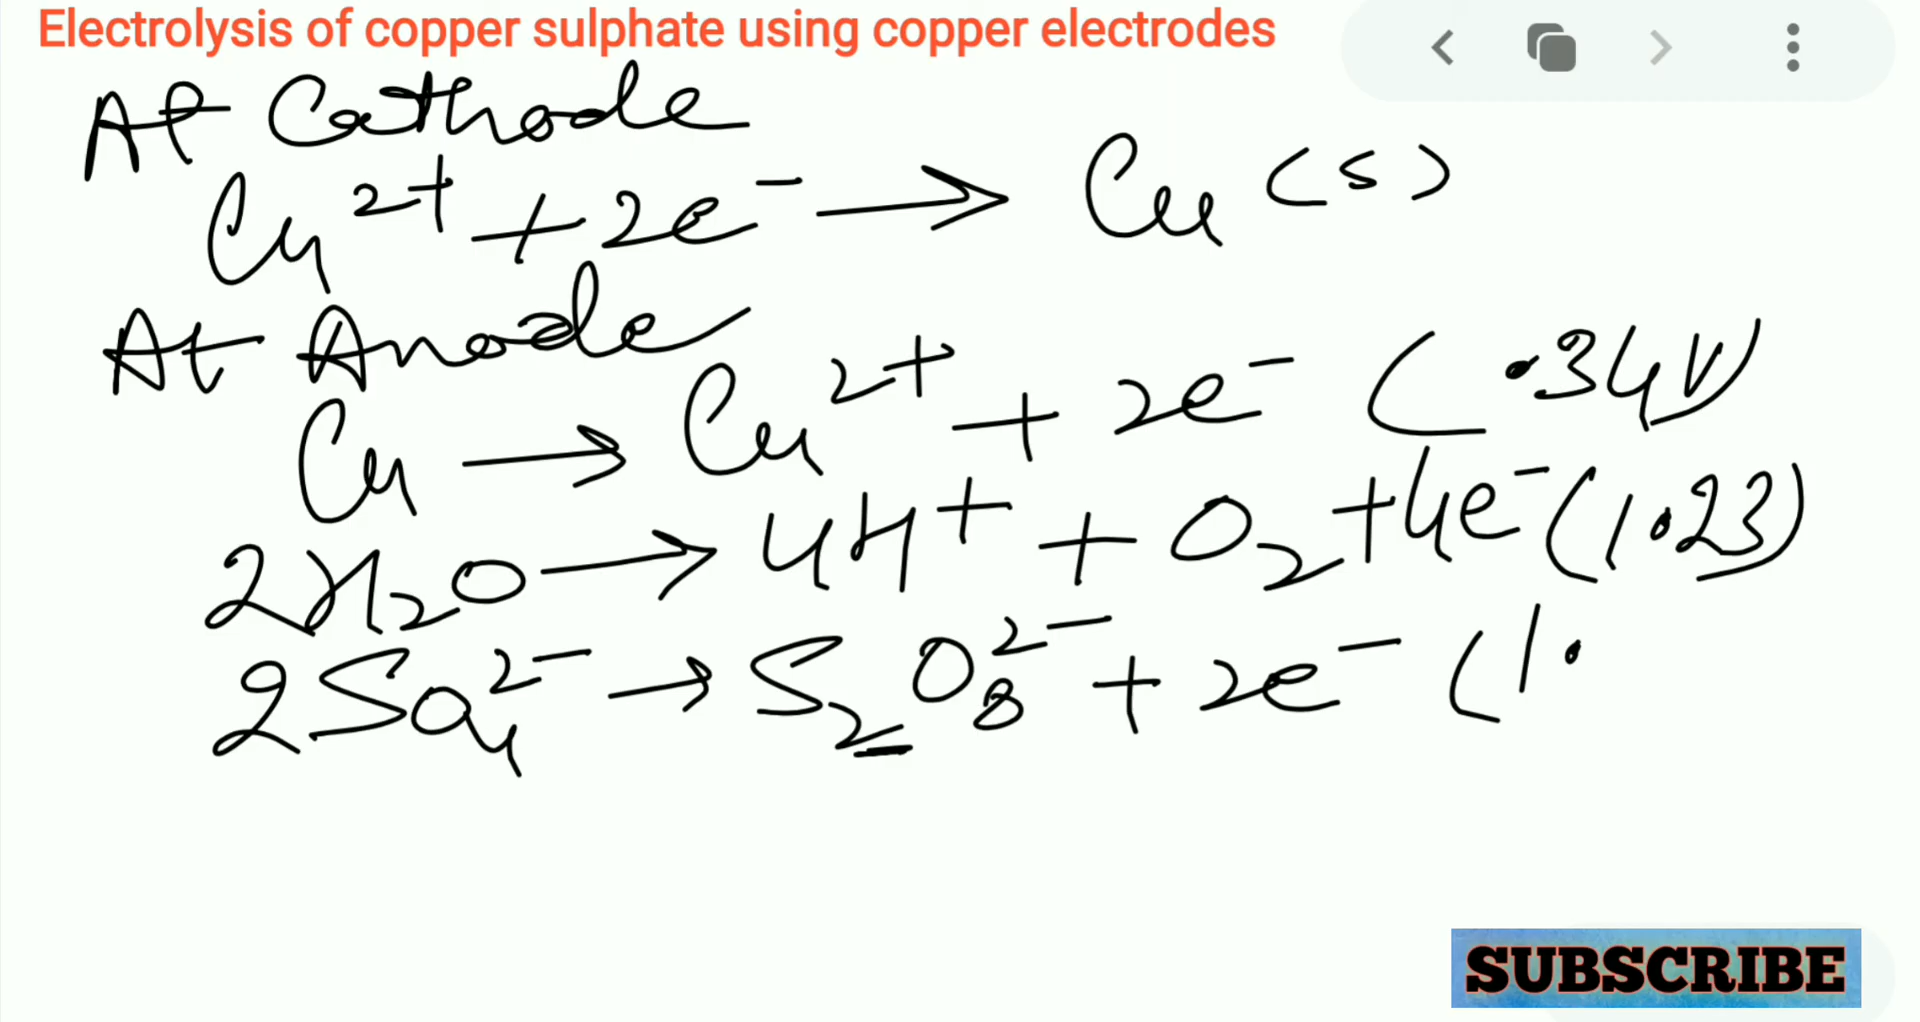 Electrolysis of copper sulphate using copper electrodes
At Cathode
Cu²⁺ + 2e⁻ → Cu (s)
At Anode
Cu → Cu²⁺ + 2e⁻ (.34V)
2H₂O → 4H⁺ + O₂ + 4e⁻ (1.23)
2SO₄²⁻ → S₂O₈²⁻ + 2e⁻ (1.
SUBSCRIBE